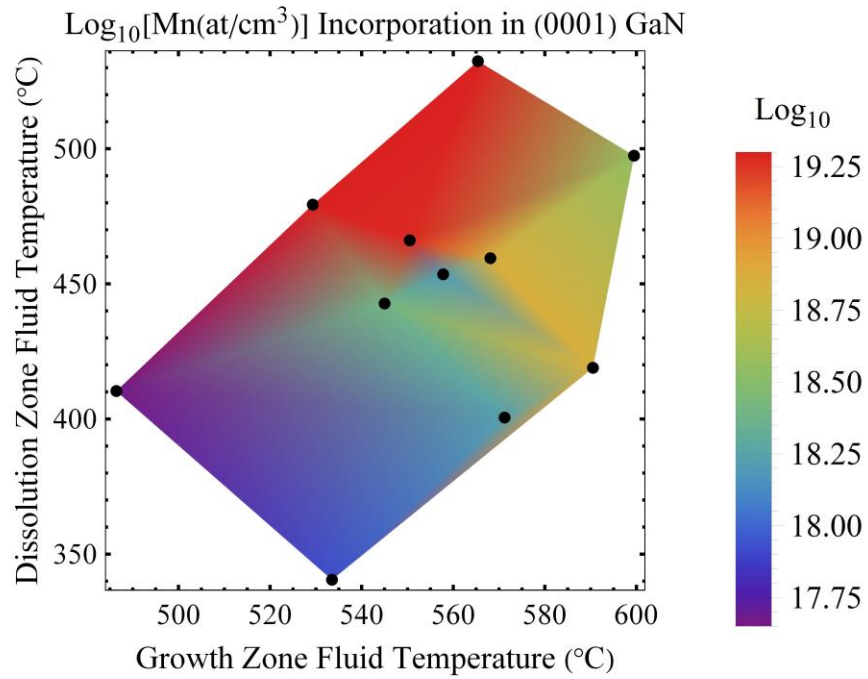 Log₁₀[Mn(at/cm³)] Incorporation in (0001) GaN
Dissolution Zone Fluid Temperature (°C)
500
450
400
350
500 520 540 560 580 600
Growth Zone Fluid Temperature (°C)
Log₁₀
19.25
19.00
18.75
18.50
18.25
18.00
17.75